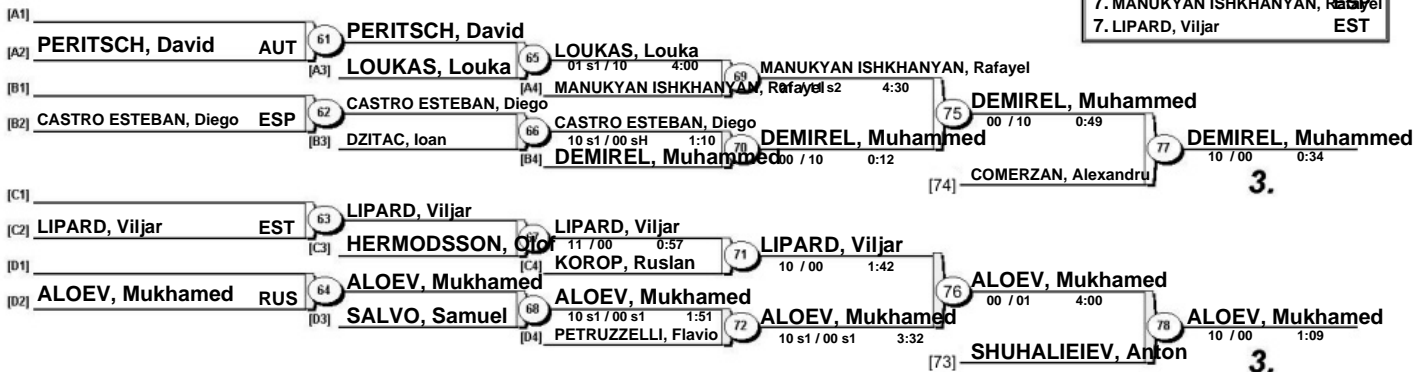 7. MANUKYAN ISHKHANYAN, Rafayel ESP
7. LIPARD, Viljar EST
[A1]
[A2] PERITSCH, David AUT
61
PERITSCH, David
[A3] LOUKAS, Louka
65
LOUKAS, Louka
01 s1 / 10 4:00
[A4] MANUKYAN ISHKHANYAN, Rafayel
69
MANUKYAN ISHKHANYAN, Rafayel
s2 4:30
[B1]
[B2] CASTRO ESTEBAN, Diego ESP
62
CASTRO ESTEBAN, Diego
[B3] DZITAC, Ioan
66
CASTRO ESTEBAN, Diego
10 s1 / 00 sH 1:10
[B4] DEMIREL, Muhammed
70
DEMIREL, Muhammed
00 / 10 0:12
75
DEMIREL, Muhammed
00 / 10 0:49
[74] COMERZAN, Alexandru
77
DEMIREL, Muhammed
10 / 00 0:34
3.
[C1]
[C2] LIPARD, Viljar EST
63
LIPARD, Viljar
[C3] HERMODSSON, Olof
67
LIPARD, Viljar
11 / 00 0:57
[C4] KOROP, Ruslan
71
LIPARD, Viljar
10 / 00 1:42
[D1]
[D2] ALOEV, Mukhamed RUS
64
ALOEV, Mukhamed
[D3] SALVO, Samuel
68
ALOEV, Mukhamed
10 s1 / 00 s1 1:51
[D4] PETRUZZELLI, Flavio
72
ALOEV, Mukhamed
10 s1 / 00 s1 3:32
76
ALOEV, Mukhamed
00 / 01 4:00
[73] SHUHALIEIEV, Anton
78
ALOEV, Mukhamed
10 / 00 1:09
3.